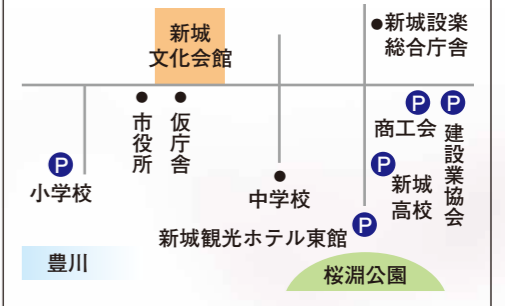 新城
文化会館
●新城設楽
総合庁舎
市役所
仮庁舎
P
商工会
P
建設業協会
P
小学校
中学校
P
新城
高校
新城観光ホテル東館
P
豊川
桜淵公園